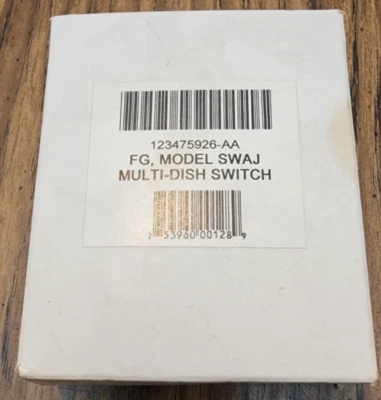 123475926-AA
FG, MODEL SWAJ
MULTI-DISH SWITCH
7 53960 00128 9